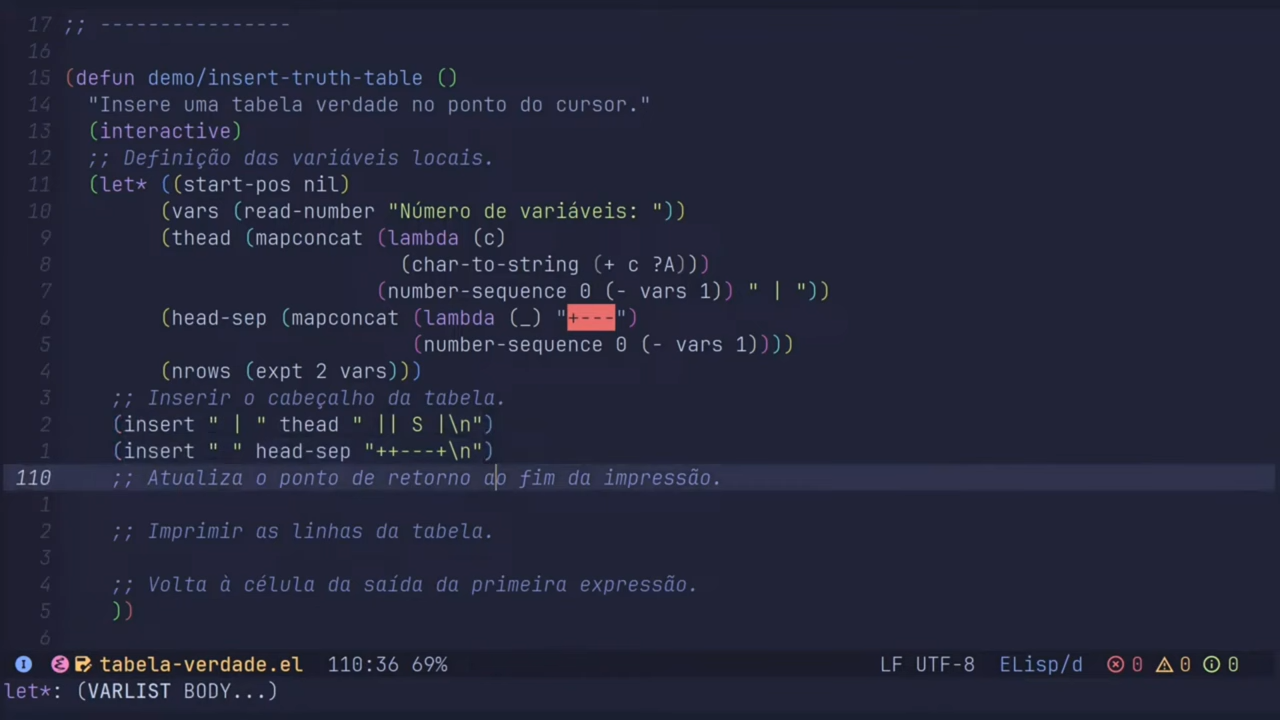 17 ;; ----------------
16
15 (defun demo/insert-truth-table ()
14   "Insere uma tabela verdade no ponto do cursor."
13   (interactive)
12   ;; Definição das variáveis locais.
11   (let* ((start-pos nil)
10         (vars (read-number "Número de variáveis: "))
9         (thead (mapconcat (lambda (c)
8                             (char-to-string (+ c ?A)))
7                           (number-sequence 0 (- vars 1)) " | "))
6         (head-sep (mapconcat (lambda (_) "+---")
5                              (number-sequence 0 (- vars 1))))
4         (nrows (expt 2 vars)))
3     ;; Inserir o cabeçalho da tabela.
2     (insert " | " thead " || S |\n")
1     (insert " " head-sep "++---+\n")
110     ;; Atualiza o ponto de retorno ao fim da impressão.
1
2     ;; Imprimir as linhas da tabela.
3
4     ;; Volta à célula da saída da primeira expressão.
5     ))
6
I tabela-verdade.el 110:36 69% LF UTF-8 ELisp/d 0 0 0
let*: (VARLIST BODY...)